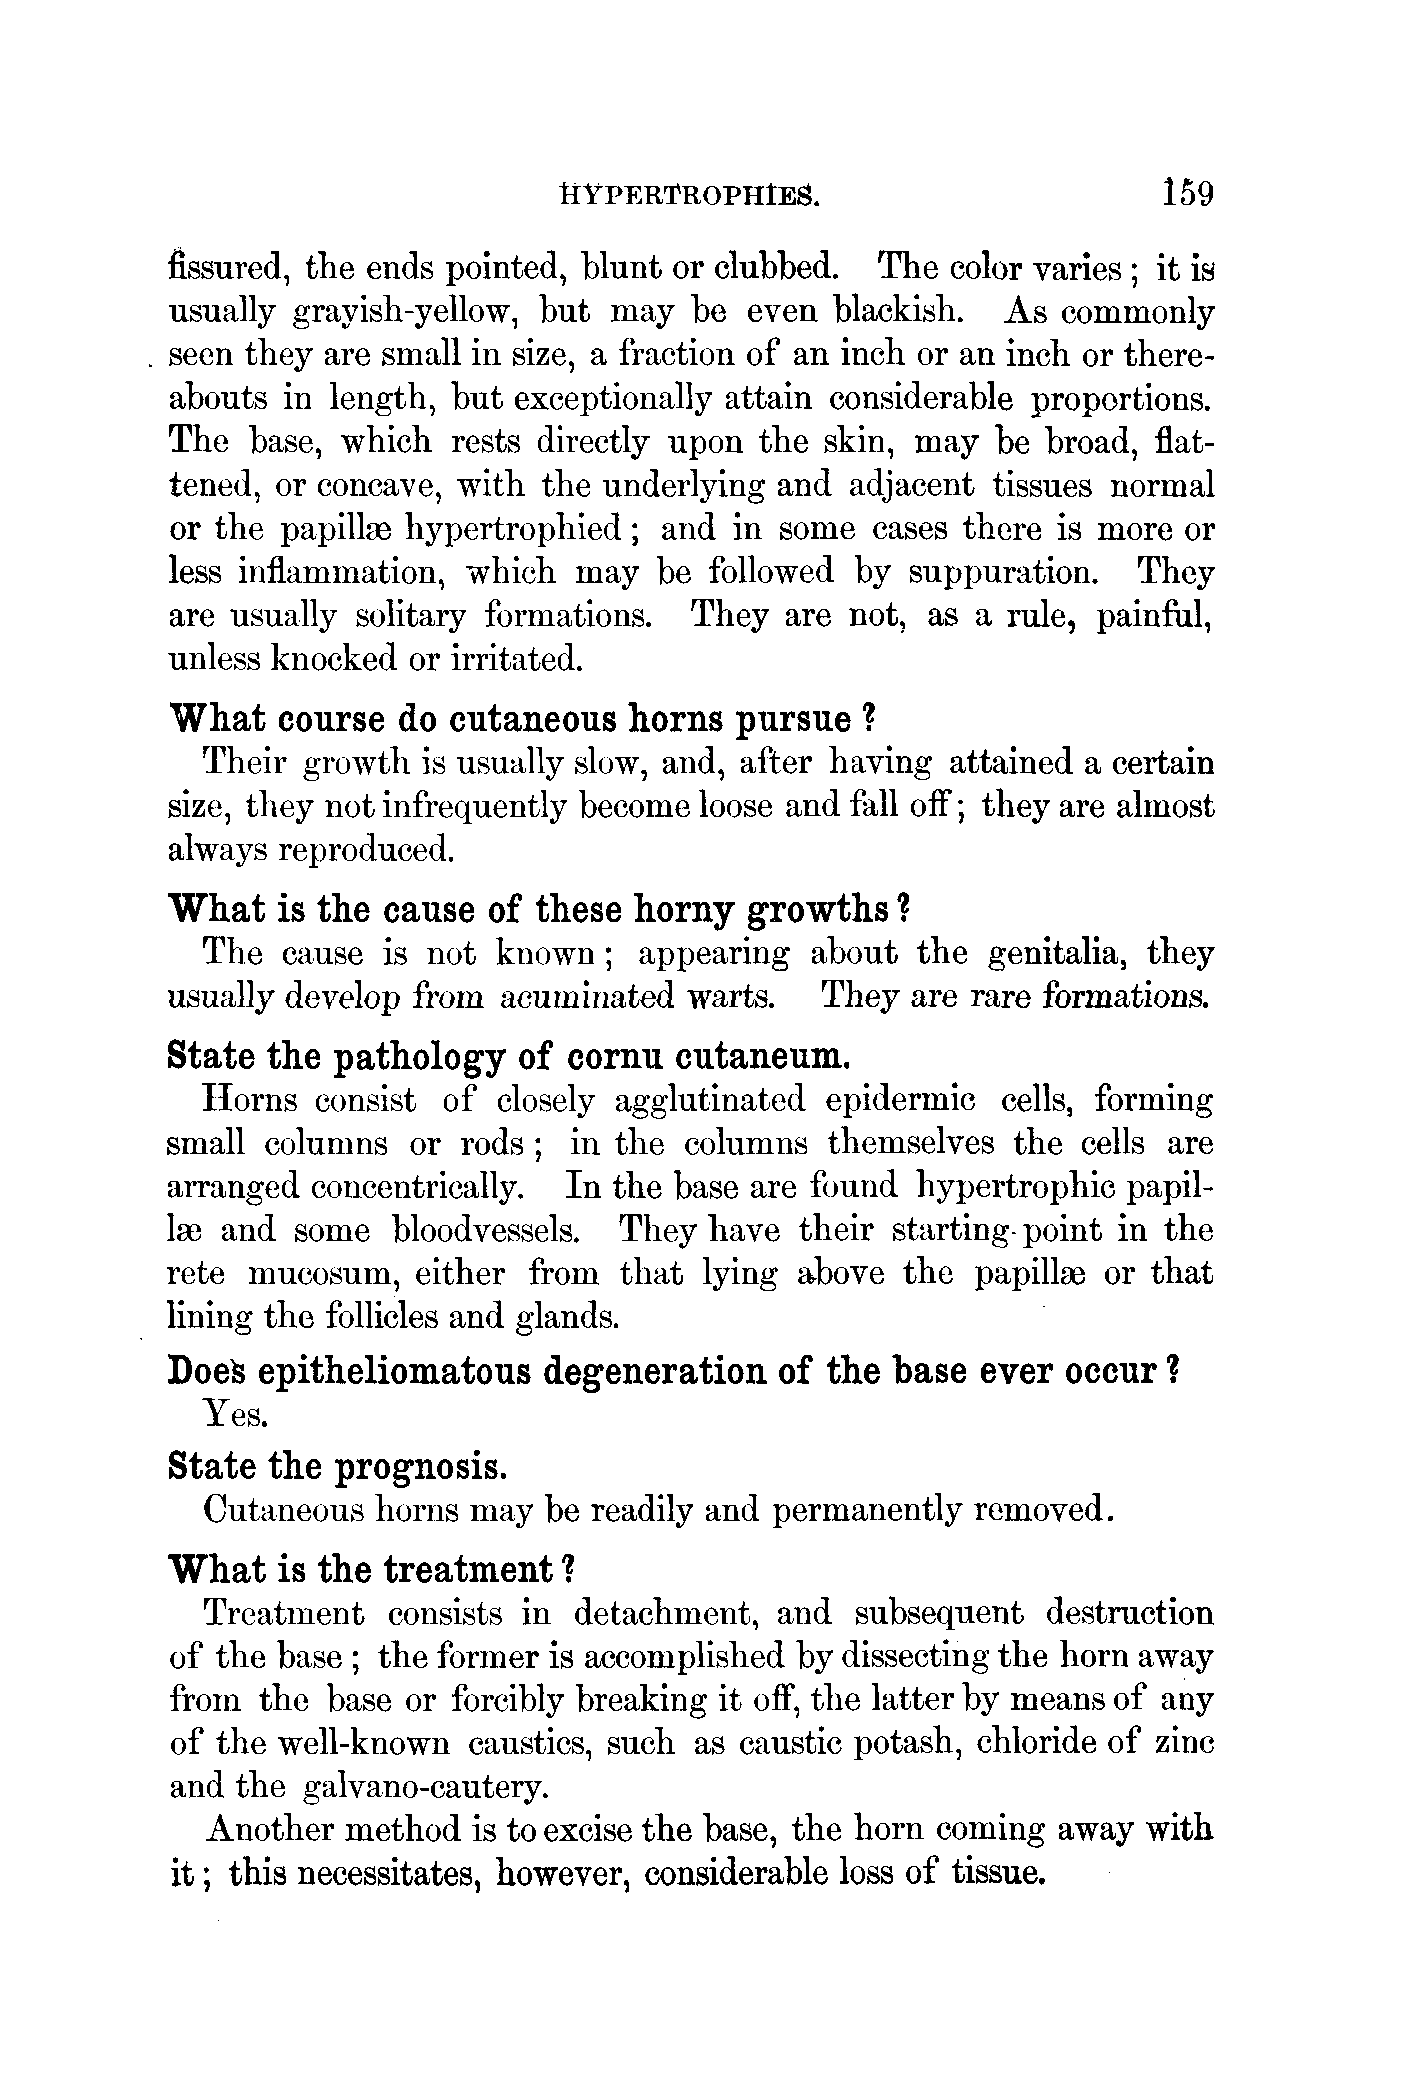 HYPERTROPHIES. 159
fissured, the ends pointed, blunt or clubbed. The color varies ; it is
usually grayish-yellow, but may be even blackish. As commonly
seen they are small in size, a fraction of an inch or an inch or there-
abouts in length, but exceptionally attain considerable proportions.
The base, which rests directly upon the skin, may be broad, flat-
tened, or concave, with the underlying and adjacent tissues normal
or the papillæ hypertrophied ; and in some cases there is more or
less inflammation, which may be followed by suppuration. They
are usually solitary formations. They are not, as a rule, painful,
unless knocked or irritated.
What course do cutaneous horns pursue ?
Their growth is usually slow, and, after having attained a certain
size, they not infrequently become loose and fall off ; they are almost
always reproduced.
What is the cause of these horny growths ?
The cause is not known ; appearing about the genitalia, they
usually develop from acuminated warts. They are rare formations.
State the pathology of cornu cutaneum.
Horns consist of closely agglutinated epidermic cells, forming
small columns or rods ; in the columns themselves the cells are
arranged concentrically. In the base are found hypertrophic papil-
læ and some bloodvessels. They have their starting-point in the
rete mucosum, either from that lying above the papillæ or that
lining the follicles and glands.
Does epitheliomatous degeneration of the base ever occur ?
Yes.
State the prognosis.
Cutaneous horns may be readily and permanently removed.
What is the treatment ?
Treatment consists in detachment, and subsequent destruction
of the base ; the former is accomplished by dissecting the horn away
from the base or forcibly breaking it off, the latter by means of any
of the well-known caustics, such as caustic potash, chloride of zinc
and the galvano-cautery.
Another method is to excise the base, the horn coming away with
it ; this necessitates, however, considerable loss of tissue.